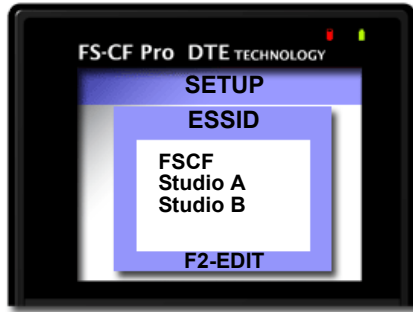 FS-CF Pro DTE TECHNOLOGY
SETUP
ESSID
FSCF
Studio A
Studio B
F2-EDIT